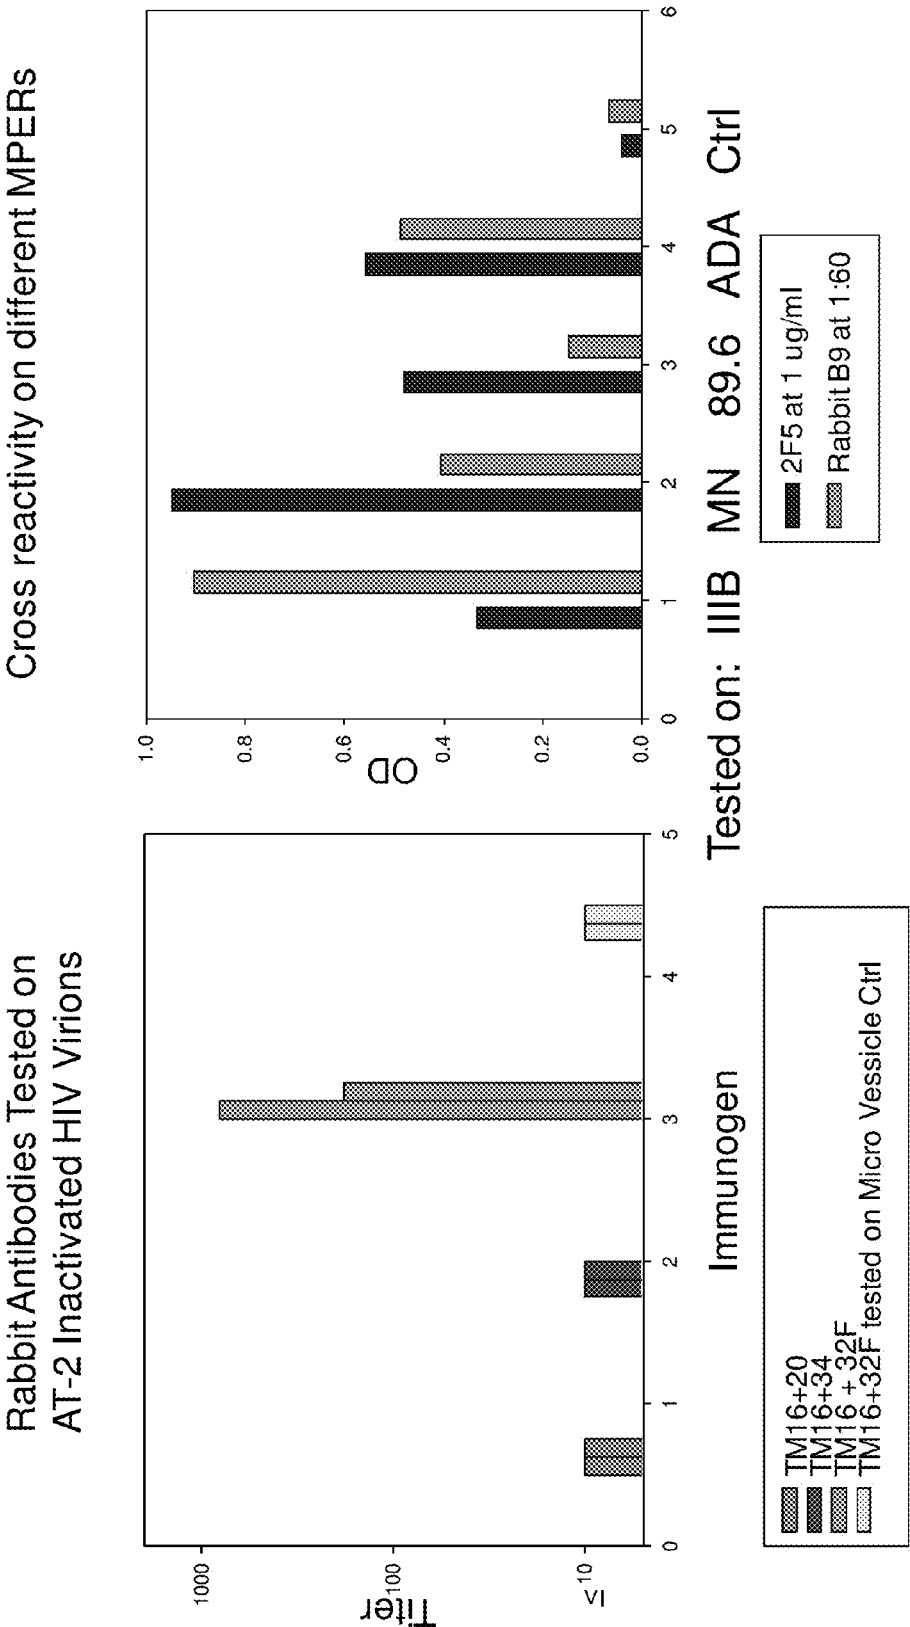 Rabbit Antibodies Tested on
AT-2 Inactivated HIV Virions
Titer
1000
100
≤ 10
0
1
2
3
4
5
Immunogen
TM16+20
TM16+34
TM16 + 32F
TM16+32F tested on Micro Vessicle Ctrl
Cross reactivity on different MPERs
OD
1.0
0.8
0.6
0.4
0.2
0.0
0
1
2
3
4
5
6
Tested on: IIIB MN 89.6 ADA Ctrl
2F5 at 1 ug/ml
Rabbit B9 at 1:60